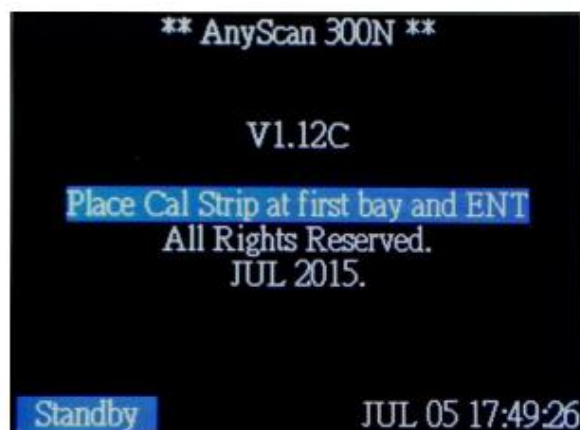 ** AnyScan 300N **
V1.12C
Place Cal Strip at first bay and ENT
All Rights Reserved.
JUL 2015.
Standby JUL 05 17:49:26